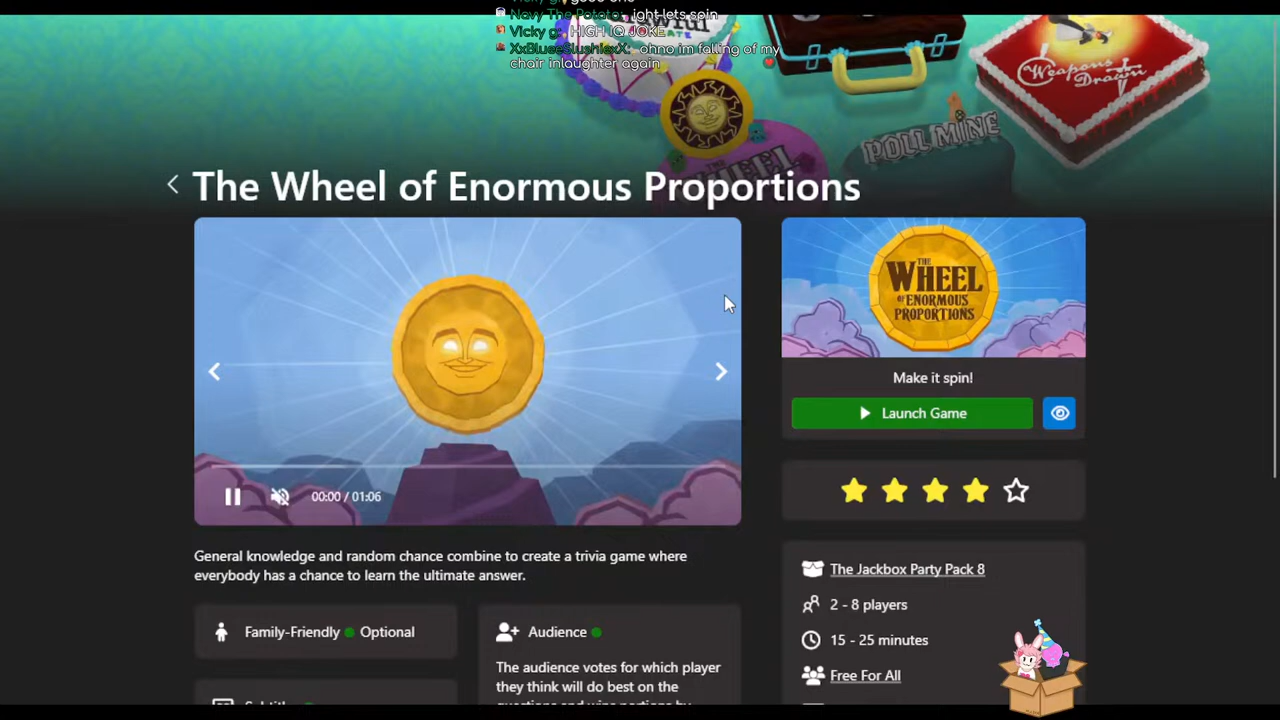 Navy The Potato: ight lets spin
Vicky g: HIGH IQ JOKE
XxBlueeSlushiexX: ohno im falling of my
chair inlaughter again
Weapons
Drawn
POLL MINE
THE
WHEEL
The Wheel of Enormous Proportions
THE
WHEEL
OF ENORMOUS
PROPORTIONS
Make it spin!
Launch Game
00:00 / 01:06
General knowledge and random chance combine to create a trivia game where
everybody has a chance to learn the ultimate answer.
The Jackbox Party Pack 8
2 - 8 players
15 - 25 minutes
Free For All
Family-Friendly Optional
Audience
The audience votes for which player
they think will do best on the